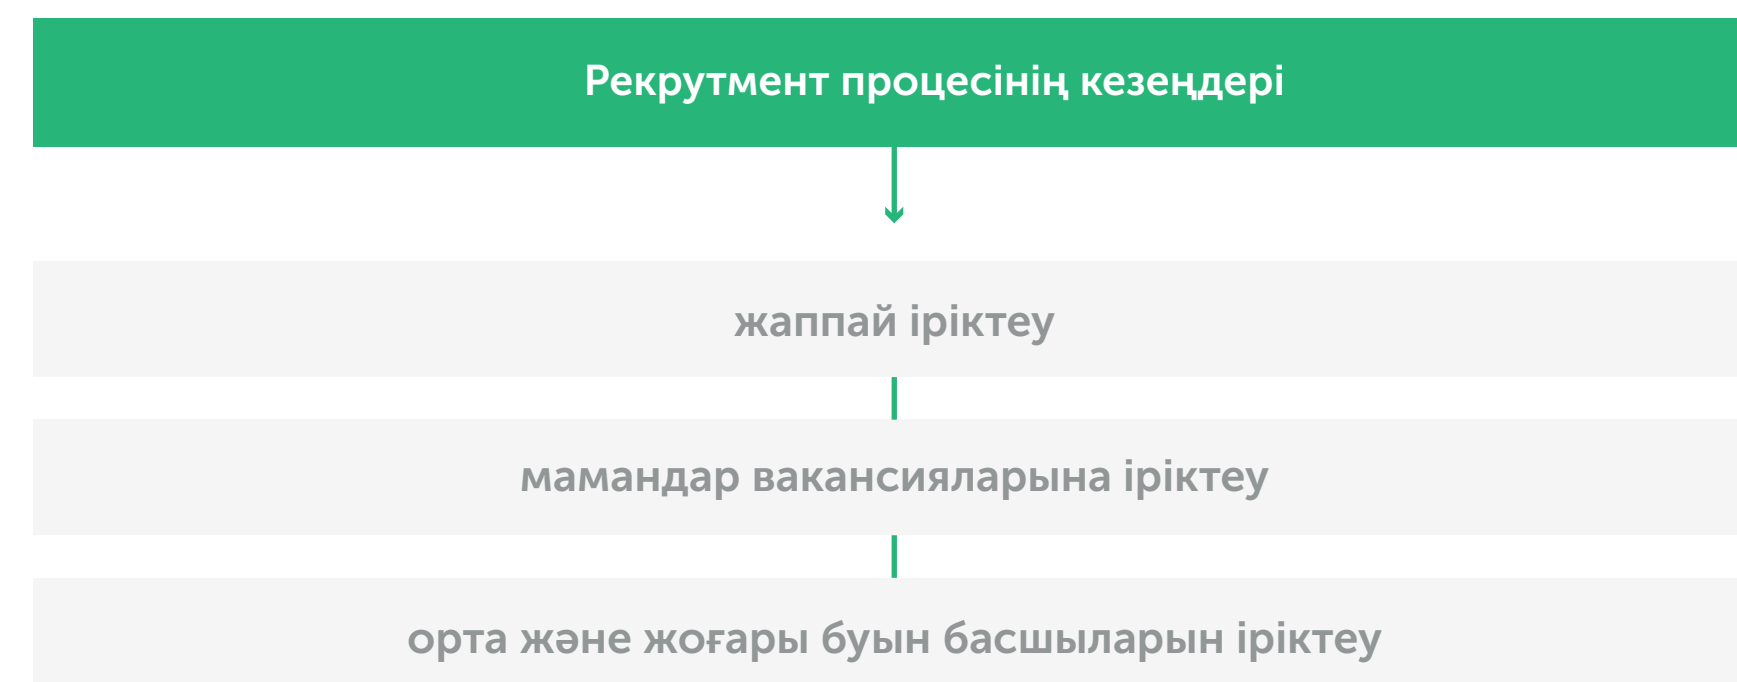 Рекрутмент процесінің кезеңдері
жаппай іріктеу
мамандар вакансияларына іріктеу
орта және жоғары буын басшыларын іріктеу